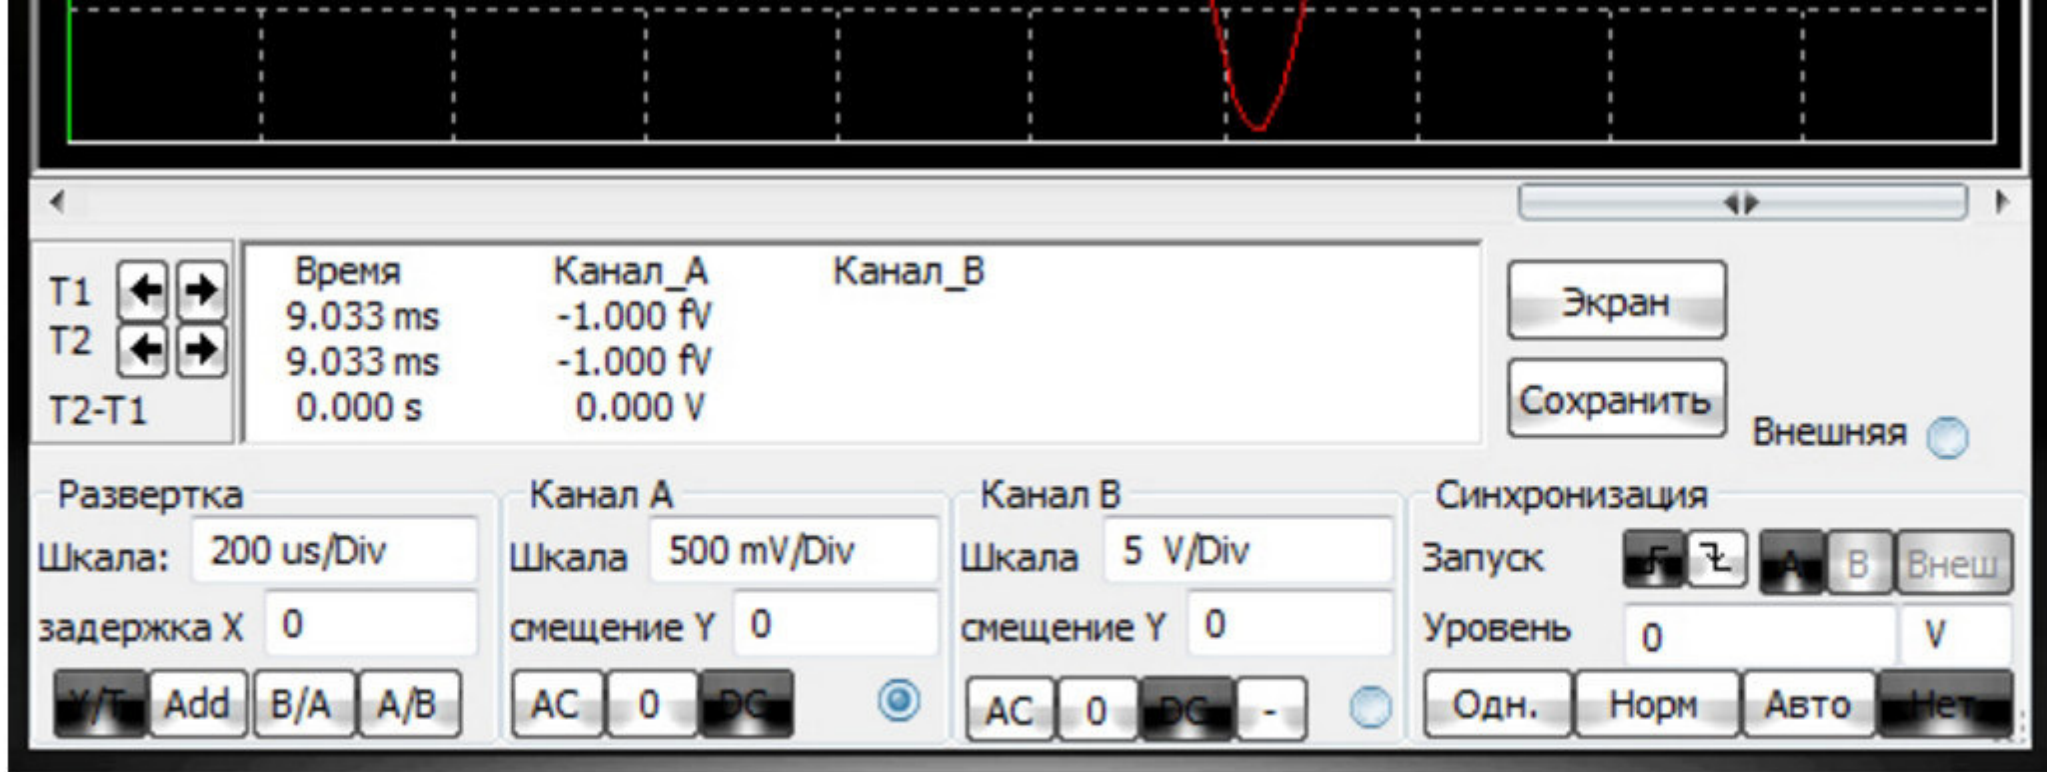 Время Канал_A Канал_B
T1 9.033 ms -1.000 fV
T2 9.033 ms -1.000 fV
T2-T1 0.000 s 0.000 V
Экран
Сохранить
Внешняя
Развертка Канал A Канал B Синхронизация
Шкала: 200 us/Div Шкала 500 mV/Div Шкала 5 V/Div Запуск A B Внеш
задержка X 0 смещение Y 0 смещение Y 0 Уровень 0 V
Y/T Add B/A A/B AC 0 DC AC 0 DC - Одн. Норм Авто Нет